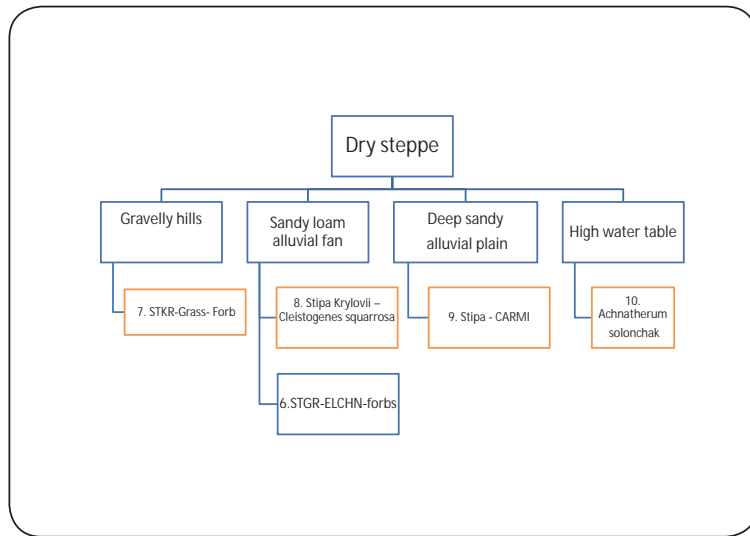 Dry steppe
Gravelly hills
Sandy loam
alluvial fan
Deep sandy
alluvial plain
High water table
7. STKR-Grass- Forb
8. Stipa Krylovii –
Cleistogenes squarrosa
9. Stipa - CARMI
10.
Achnatherum
solonchak
6.STGR-ELCHN-forbs